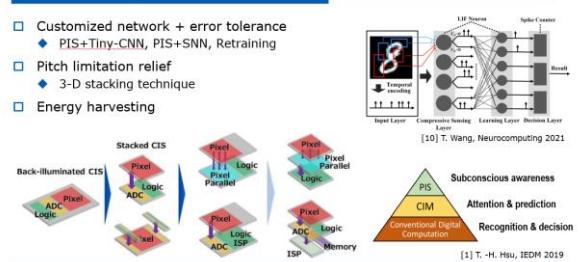 Customized network + error tolerance
PIS+Tiny-CNN, PIS+SNN, Retraining
Pitch limitation relief
3-D stacking technique
Energy harvesting
LIF Neuron
Spike Counter
Temporal
encoding
Result
Input Layer
Compressive Sensing
Layer
Learning Layer
Decision Layer
[10] T. Wang, Neurocomputing 2021
Back-illuminated CIS
Pixel
ADC
Logic
Stacked CIS
Pixel
Logic
ADC
Pixel
Pixel
Logic
Pixel
Parallel
ADC
Pixel
Logic
ADC
ISP
Pixel
Pixel
Parallel
Logic
Pixel
Logic
Memory
ISP
PIS
CIM
Conventional Digital
Computation
Subconscious awareness
Attention & prediction
Recognition & decision
[1] T. -H. Hsu, IEDM 2019